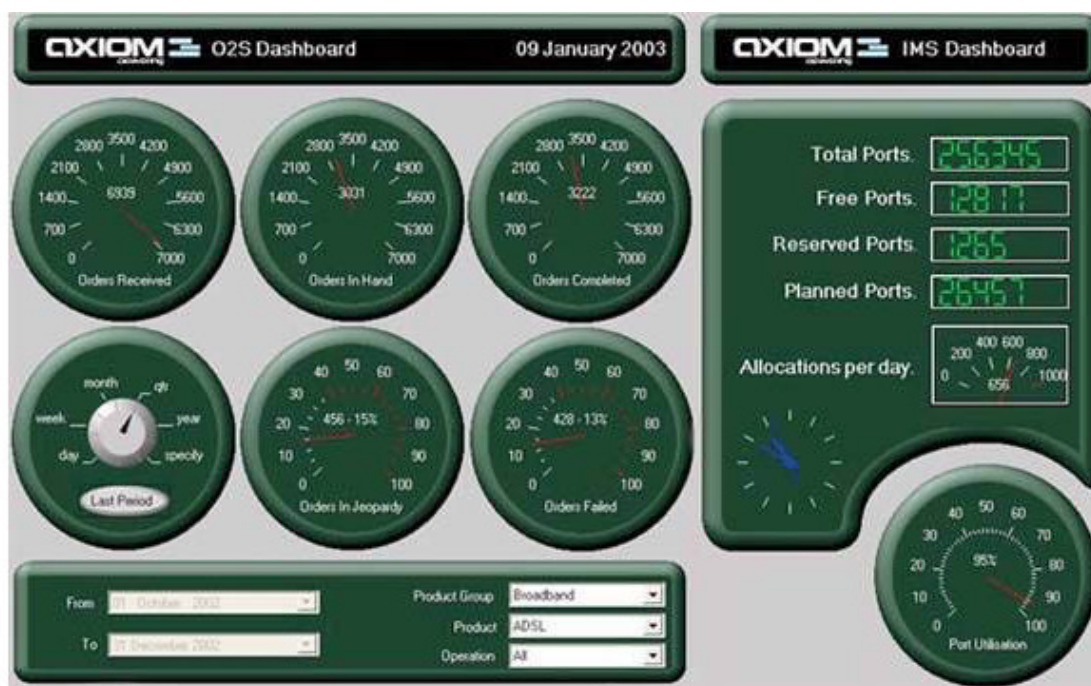 AXIOM O2S Dashboard 09 January 2003
AXIOM IMS Dashboard
0 700 1400 2100 2800 3500 4200 4900 5600 6300 7000
6939
Orders Received
0 700 1400 2100 2800 3500 4200 4900 5600 6300 7000
3031
Orders In Hand
0 700 1400 2100 2800 3500 4200 4900 5600 6300 7000
3222
Orders Completed
day week month qtr year specify
Last Period
0 10 20 30 40 50 60 70 80 90 100
456 - 15%
Orders In Jeopardy
0 10 20 30 40 50 60 70 80 90 100
428 - 13%
Orders Failed
From 01 - October - 2002
To 31 December 2002
Product Group Broadband
Product ADSL
Operation All
Total Ports. 256345
Free Ports. 12817
Reserved Ports. 1265
Planned Ports. 26457
Allocations per day.
0 200 400 600 800 1000
656
0 10 20 30 40 50 60 70 80 90 100
95%
Port Utilisation